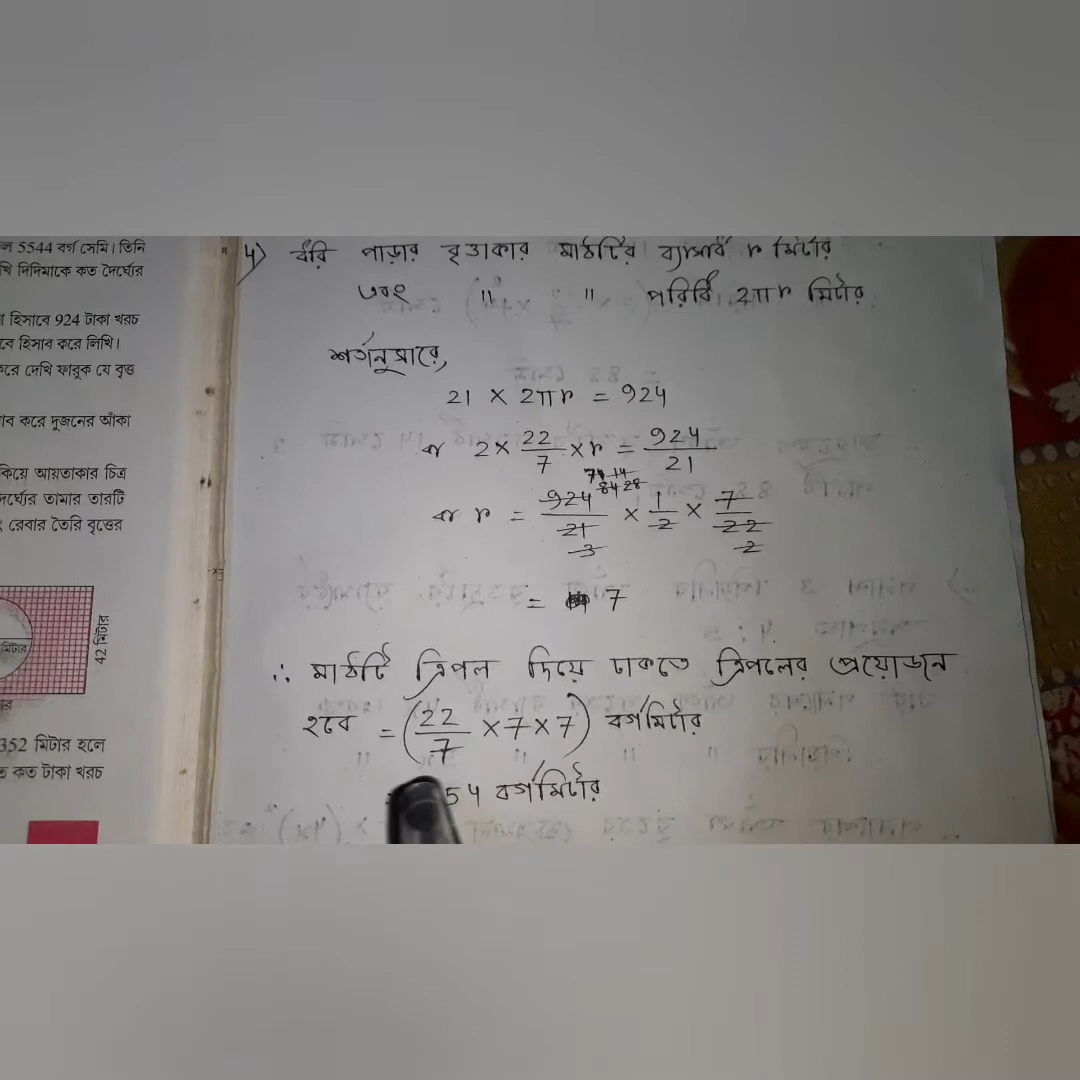 ল 5544 বর্গ সেমি। তিনি
খি দিদিমাকে কত দৈর্ঘ্যের
হিসাবে 924 টাকা খরচ
বে হিসাব করে লিখি।
করে দেখি ফারুক যে বৃত্ত
াব করে দুজনের আঁকা
কিয়ে আয়তাকার চিত্র
দৈর্ঘ্যের তামার তারটি
রেবার তৈরি বৃত্তের
মিটার
42 মিটার
352 মিটার হলে
ত কত টাকা খরচ
4) পাড়ার বৃত্তাকার মাঠটির ব্যাসার্ধ r মিটার
এবং " " পরিধি 2πr মিটার
শর্তানুসারে,
21 × 2πr = 924
বা 2 × 22/7 × r = 924/21
বা r = 924/21 × 1/2 × 7/22
= 7
∴ মাঠটি ত্রিপল দিয়ে ঢাকতে ত্রিপলের প্রয়োজন
হবে = (22/7 × 7 × 7) বর্গমিটার
54 বর্গমিটার